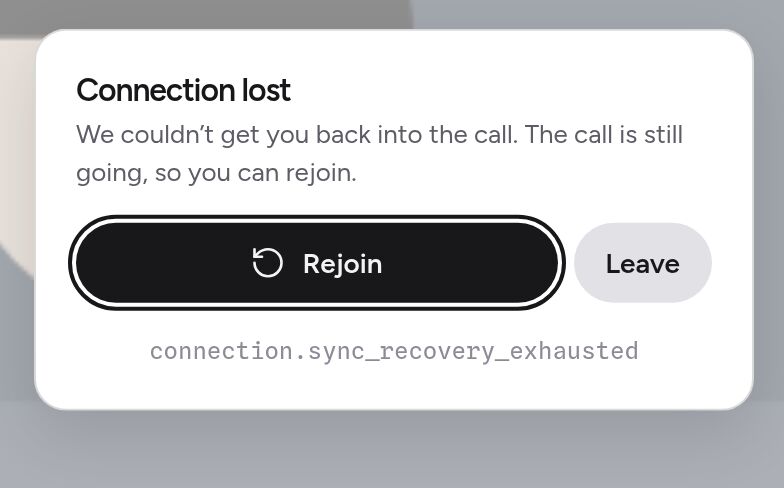 Connection lost
We couldn’t get you back into the call. The call is still
going, so you can rejoin.
Rejoin
Leave
connection.sync_recovery_exhausted